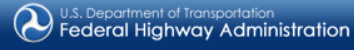 U.S. Department of Transportation
Federal Highway Administration